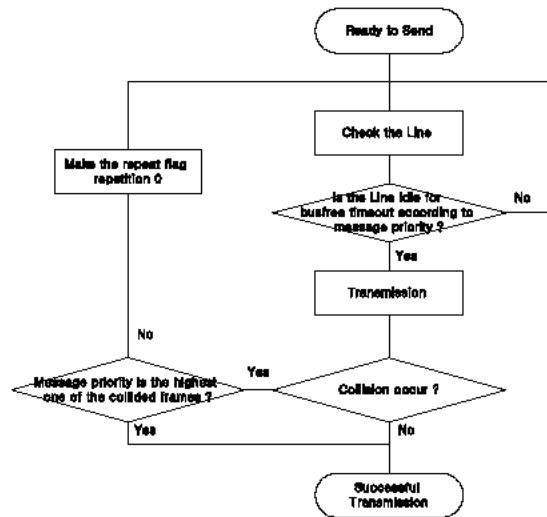 Ready to Send
Check the Line
Make the repeat flag
repetition 0
Is the Line Idle for
busfree timeout according to
message priority ?
No
Yes
Transmission
No
Message priority is the highest
one of the collided frames ?
Yes
Collision occur ?
Yes
No
Successful
Transmission